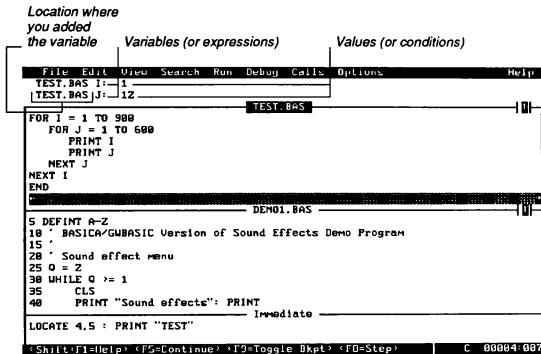 Location where
you added
the variable
Variables (or expressions)
Values (or conditions)
File Edit View Search Run Debug Calls Options Help
TEST.BAS I: 1
TEST.BAS J: 12
TEST.BAS
FOR I = 1 TO 900
FOR J = 1 TO 600
PRINT I
PRINT J
NEXT J
NEXT I
END
DEMO1.BAS
5 DEFINT A-Z
10 ' BASICA/GWBASIC Version of Sound Effects Demo Program
15 '
20 ' Sound effect menu
25 Q = 2
30 WHILE Q >= 1
35 CLS
40 PRINT "Sound effects": PRINT
Immediate
LOCATE 4,5 : PRINT "TEST"
<Shift+F1=Help> <F5=Continue> <F9=Toggle Bkpt> <F8=Step> C 00004:007